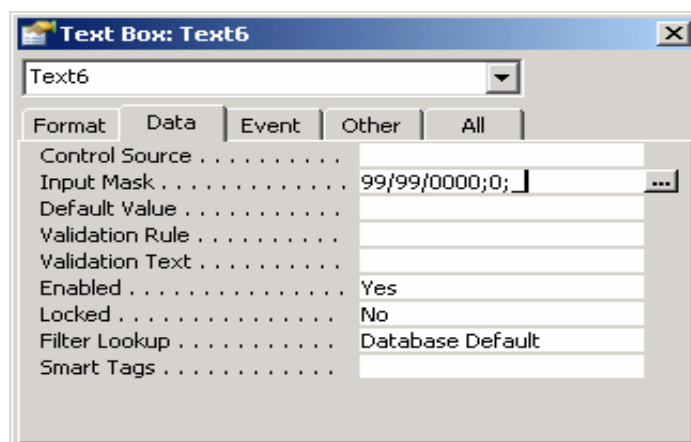 Text Box: Text6
Text6
Format Data Event Other All
Control Source . . . . . . . . . .
Input Mask . . . . . . . . . . . . . 99/99/0000;0;_ ...
Default Value . . . . . . . . . . .
Validation Rule . . . . . . . . . .
Validation Text . . . . . . . . . .
Enabled . . . . . . . . . . . . . . . Yes
Locked . . . . . . . . . . . . . . . . No
Filter Lookup . . . . . . . . . . . Database Default
Smart Tags . . . . . . . . . . . .